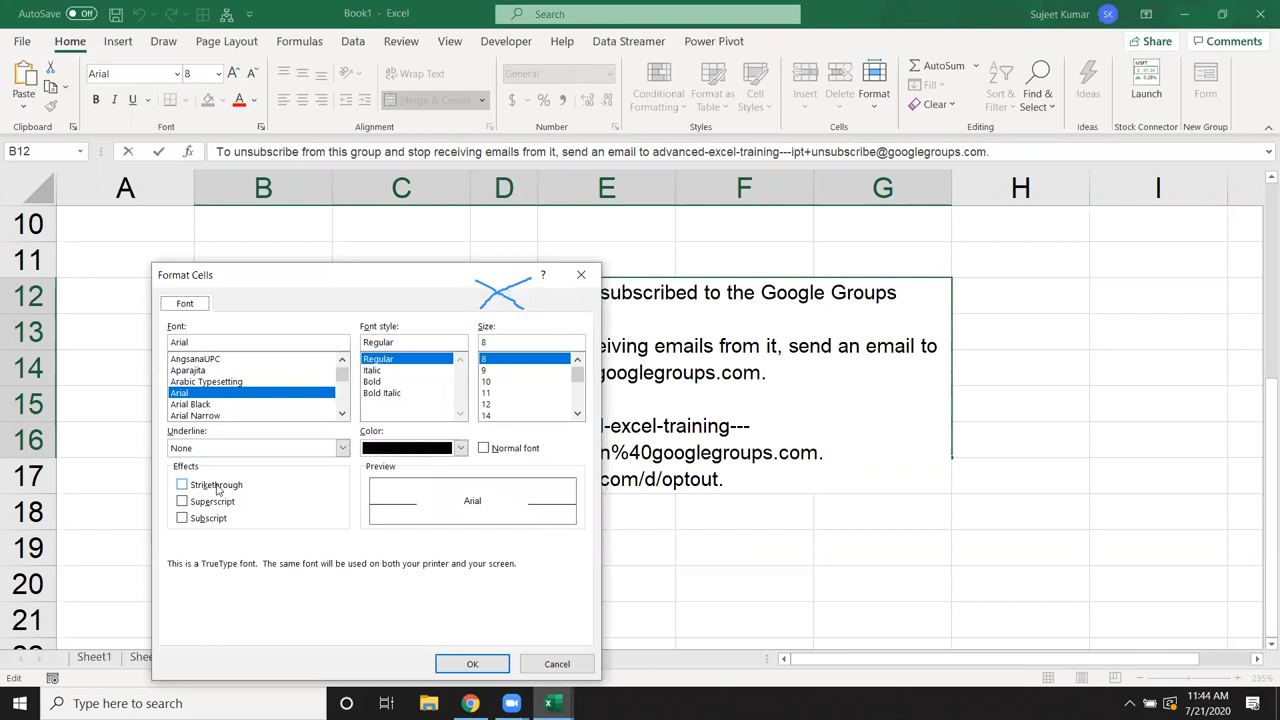 AutoSave Off Book1 - Excel Search Sujeet Kumar SK
File Home Insert Draw Page Layout Formulas Data Review View Developer Help Data Streamer Power Pivot Share Comments
Paste Arial 8 Wrap Text General Conditional Formatting Format as Table Cell Styles Insert Delete Format AutoSum Sort & Filter Find & Select Ideas Launch Form
B I U Merge & Center $ % Fill Clear
Clipboard Font Alignment Number Styles Cells Editing Ideas Stock Connector New Group
B12 fx To unsubscribe from this group and stop receiving emails from it, send an email to advanced-excel-training---ipt+unsubscribe@googlegroups.com.
A B C D E F G H I
10
11
12 subscribed to the Google Groups
13
eiving emails from it, send an email to
14 googlegroups.com.
15
d-excel-training---
16 n%40googlegroups.com.
17 com/d/optout.
18
19
20
21
Format Cells ?
Font
Font: Font style: Size:
Arial Regular 8
AngsanaUPC Regular 8
Aparajita Italic 9
Arabic Typesetting Bold 10
Arial Bold Italic 11
Arial Black 12
Arial Narrow 14
Underline: Color:
None Normal font
Effects Preview
Strikethrough
Superscript Arial
Subscript
This is a TrueType font. The same font will be used on both your printer and your screen.
OK Cancel
Sheet1
Edit 235%
Type here to search 11:44 AM
7/21/2020